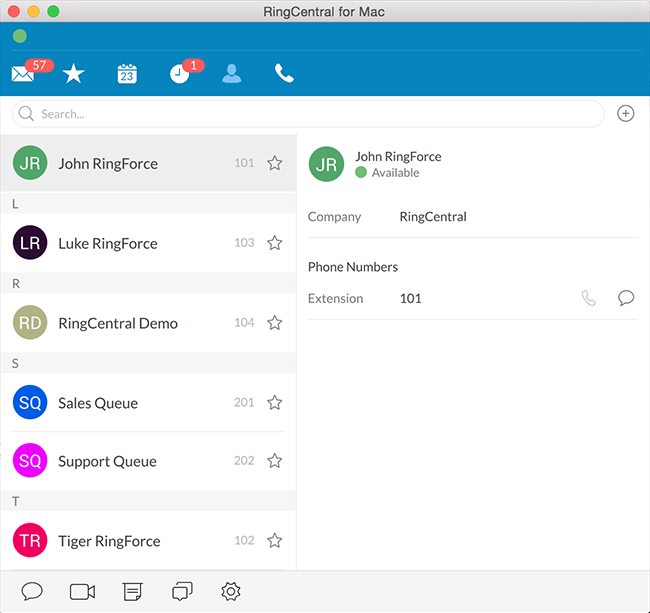 RingCentral for Mac
57
23
1
Search...
JR John RingForce 101
L
LR Luke RingForce 103
R
RD RingCentral Demo 104
S
SQ Sales Queue 201
SQ Support Queue 202
T
TR Tiger RingForce 102
JR John RingForce
Available
Company RingCentral
Phone Numbers
Extension 101